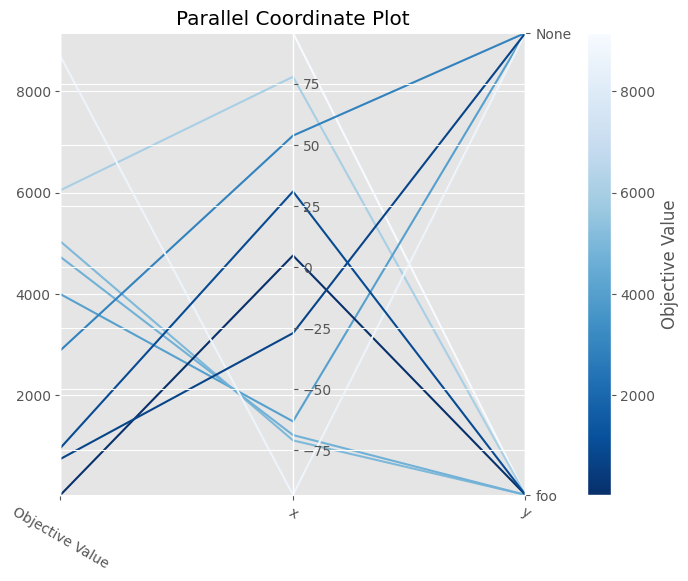 Parallel Coordinate Plot
8000
6000
4000
2000
75
50
25
0
−25
−50
−75
None
foo
8000
6000
4000
2000
Objective Value
Objective Value
x
y